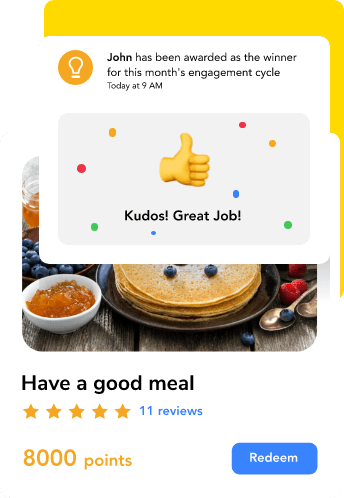 John has been awarded as the winner
for this month's engagement cycle
Today at 9 AM
Kudos! Great Job!
Have a good meal
11 reviews
8000 points
Redeem